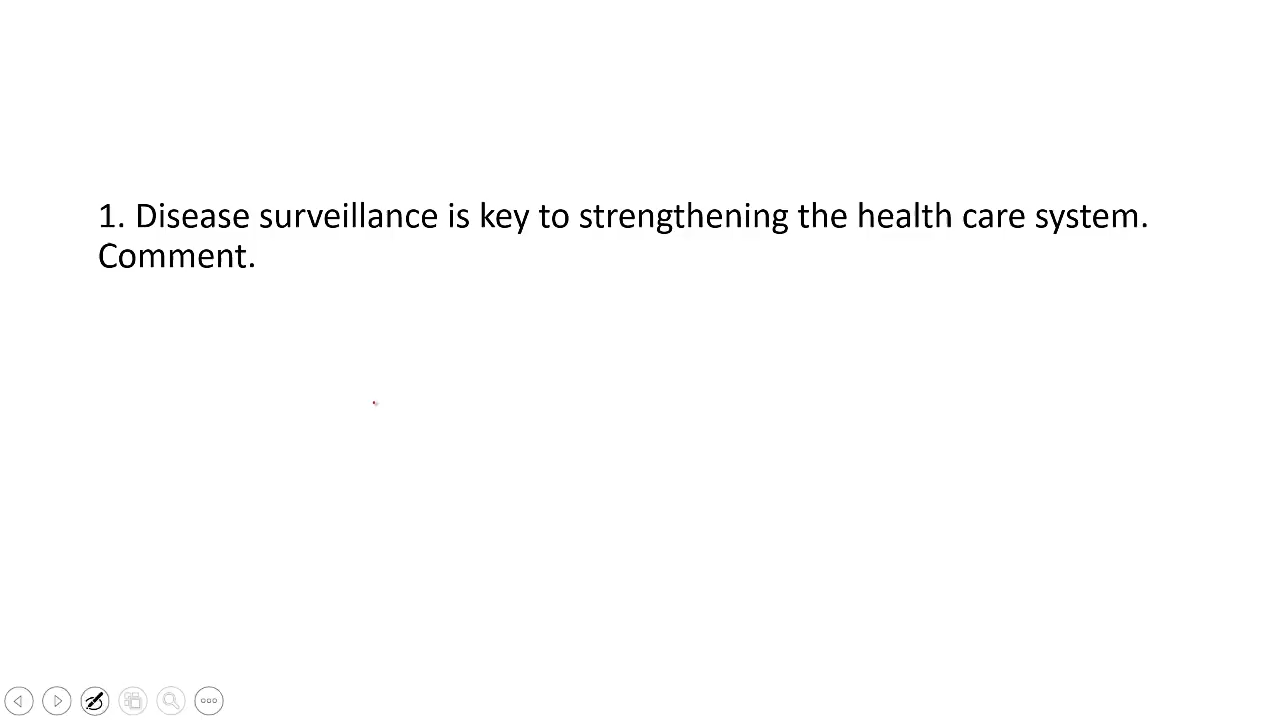 1. Disease surveillance is key to strengthening the health care system.
Comment.